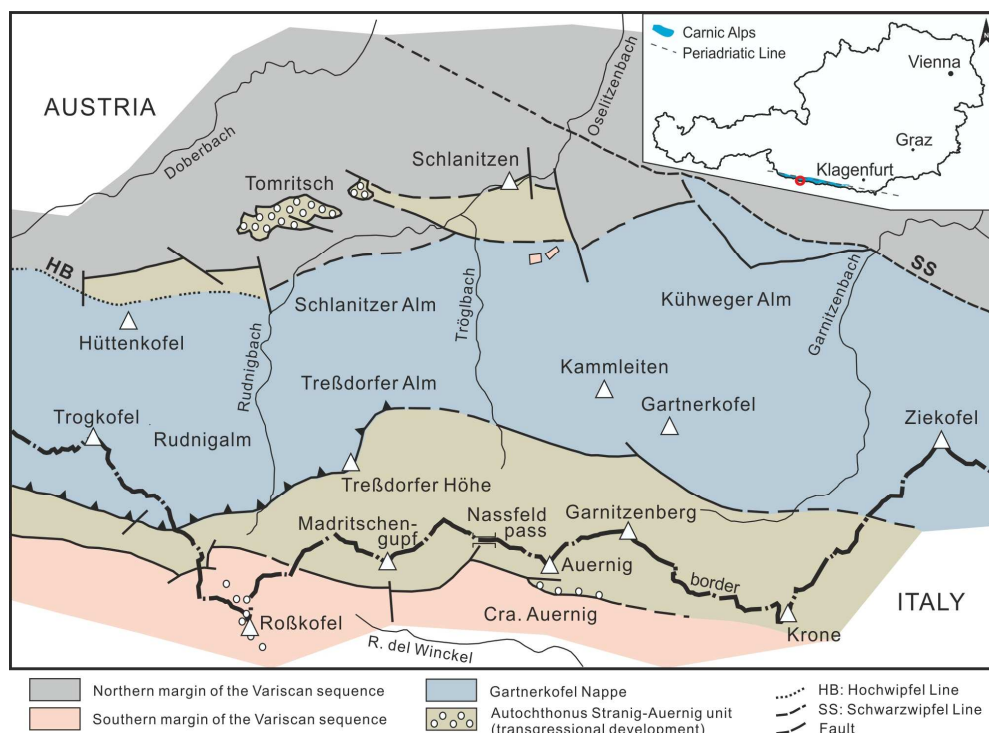 Carnic Alps
Periadriatic Line
Vienna
Graz
Klagenfurt
AUSTRIA
Doberbach
Oselitzenbach
Schlanitzen
Tomritsch
HB
SS
Schlanitzer Alm
Tröglbach
Kühweger Alm
Garnitzenbach
Hüttenkofel
Rudnigbach
Treßdorfer Alm
Kammleiten
Gartnerkofel
Ziekofel
Trogkofel
Rudnigalm
Treßdorfer Höhe
Madritschen-
gupf
Nassfeld
pass
Garnitzenberg
Auernig
border
ITALY
Cra. Auernig
Krone
Roßkofel
R. del Winckel
Northern margin of the Variscan sequence
Southern margin of the Variscan sequence
Gartnerkofel Nappe
Autochthonus Stranig-Auernig unit
(transgressional development)
HB: Hochwipfel Line
SS: Schwarzwipfel Line
Fault